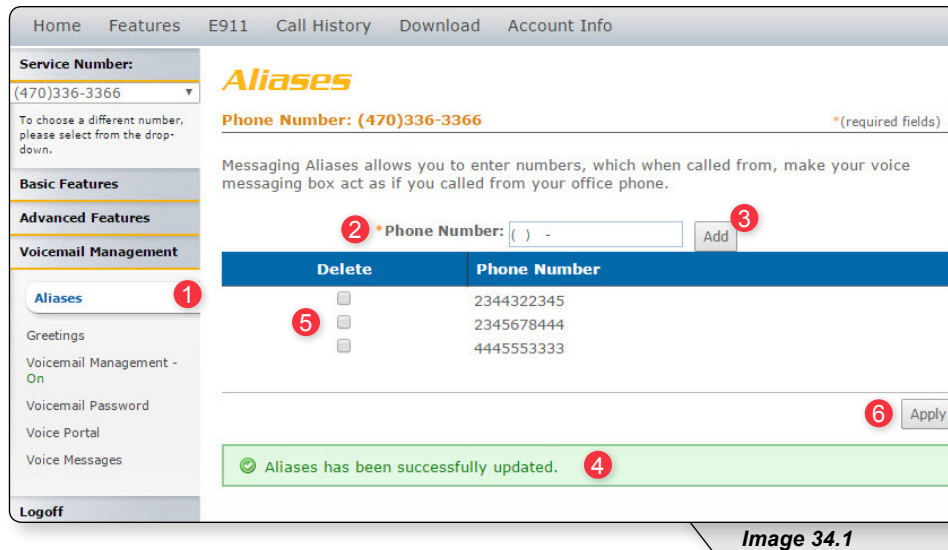 Home Features E911 Call History Download Account Info
Service Number:
(470)336-3366
To choose a different number,
please select from the drop-
down.
Basic Features
Advanced Features
Voicemail Management
Aliases 1
Greetings
Voicemail Management -
On
Voicemail Password
Voice Portal
Voice Messages
Logoff
Aliases
Phone Number: (470)336-3366 *(required fields)
Messaging Aliases allows you to enter numbers, which when called from, make your voice
messaging box act as if you called from your office phone.
2 *Phone Number: ( ) - Add 3
Delete Phone Number
2344322345
5 2345678444
4445553333
6 Apply
Aliases has been successfully updated. 4
Image 34.1